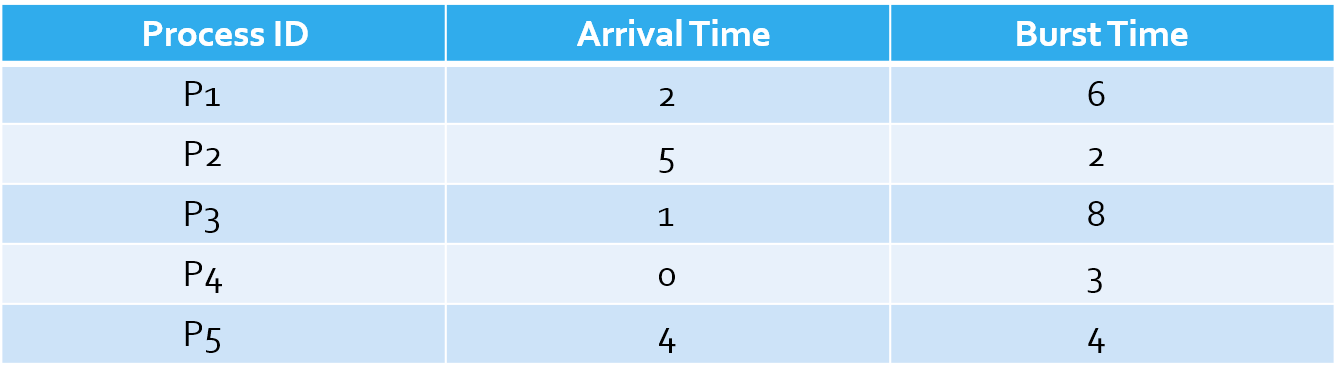 Process ID Arrival Time Burst Time
P1 2 6
P2 5 2
P3 1 8
P4 0 3
P5 4 4